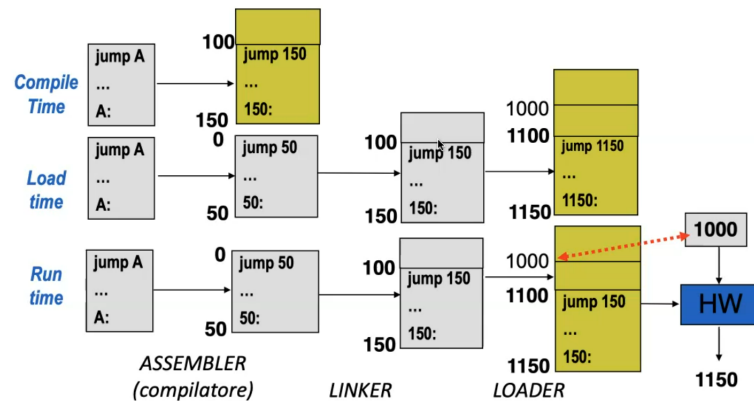 100
jump A
...
A:
Compile
Time
jump 150
...
150:
150
jump A
...
A:
Load
time
0
jump 50
...
50:
50
100
jump 150
...
150:
150
1000
1100
jump 1150
...
1150:
1150
jump A
...
A:
Run
time
0
jump 50
...
50:
50
100
jump 150
...
150:
150
1000
1100
jump 150
...
150:
1150
1000
HW
1150
ASSEMBLER
(compilatore)
LINKER
LOADER